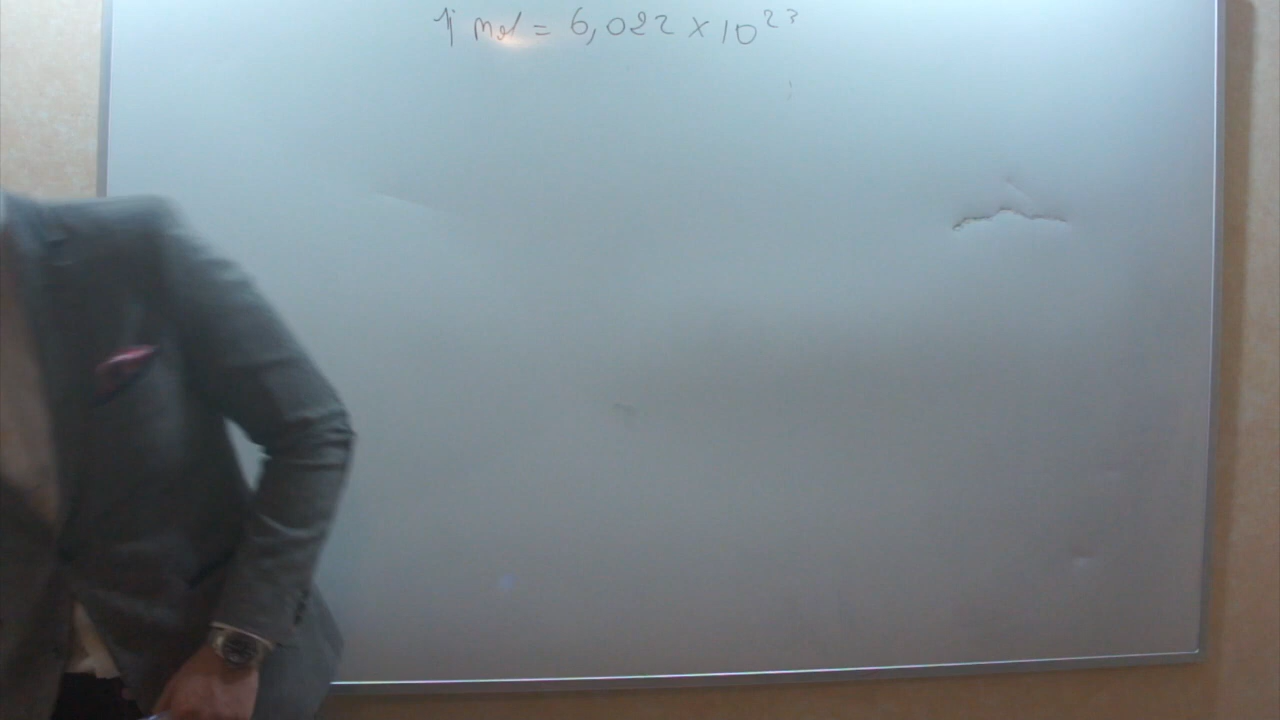 1 mol = 6,022 × 10²³